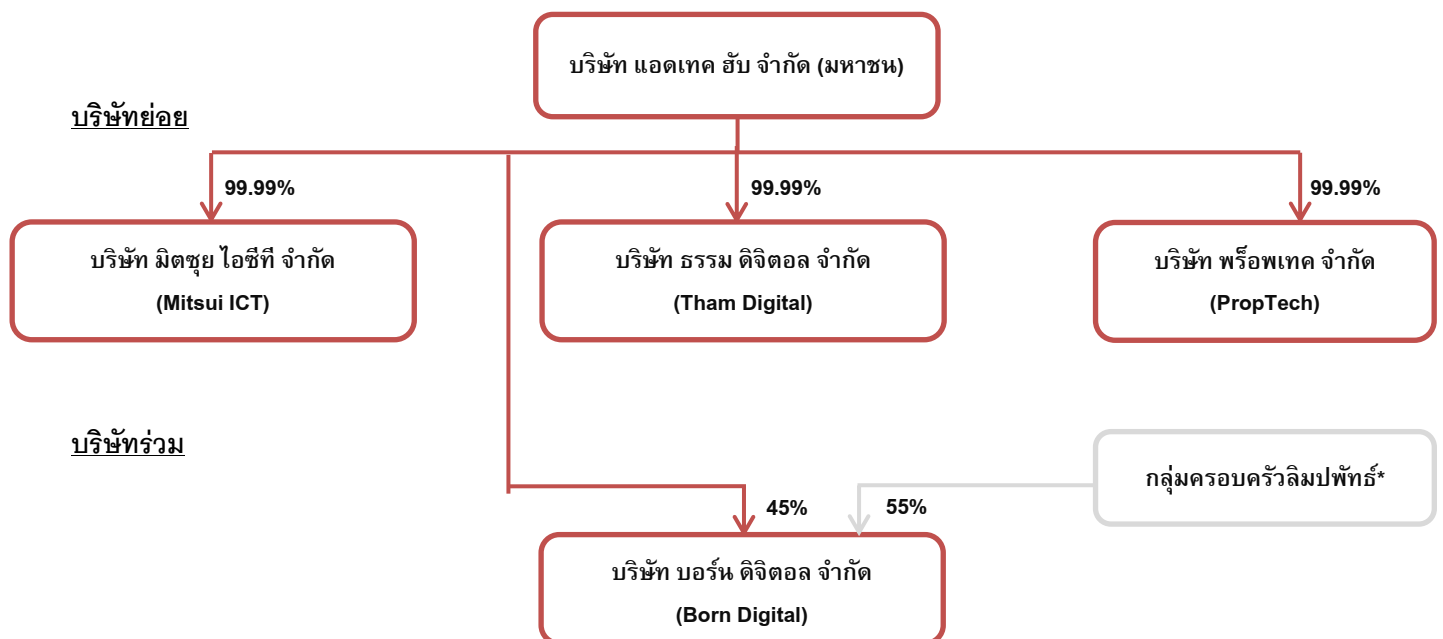 บริษัท แอดเทค ฮับ จำกัด (มหาชน)
บริษัทย่อย
99.99%
99.99%
99.99%
บริษัท มิตซุย ไอซีที จำกัด
(Mitsui ICT)
บริษัท ธรรม ดิจิตอล จำกัด
(Tham Digital)
บริษัท พร็อพเทค จำกัด
(PropTech)
บริษัทร่วม
กลุ่มครอบครัวลิมปพัทธ์*
45%
55%
บริษัท บอร์น ดิจิตอล จำกัด
(Born Digital)